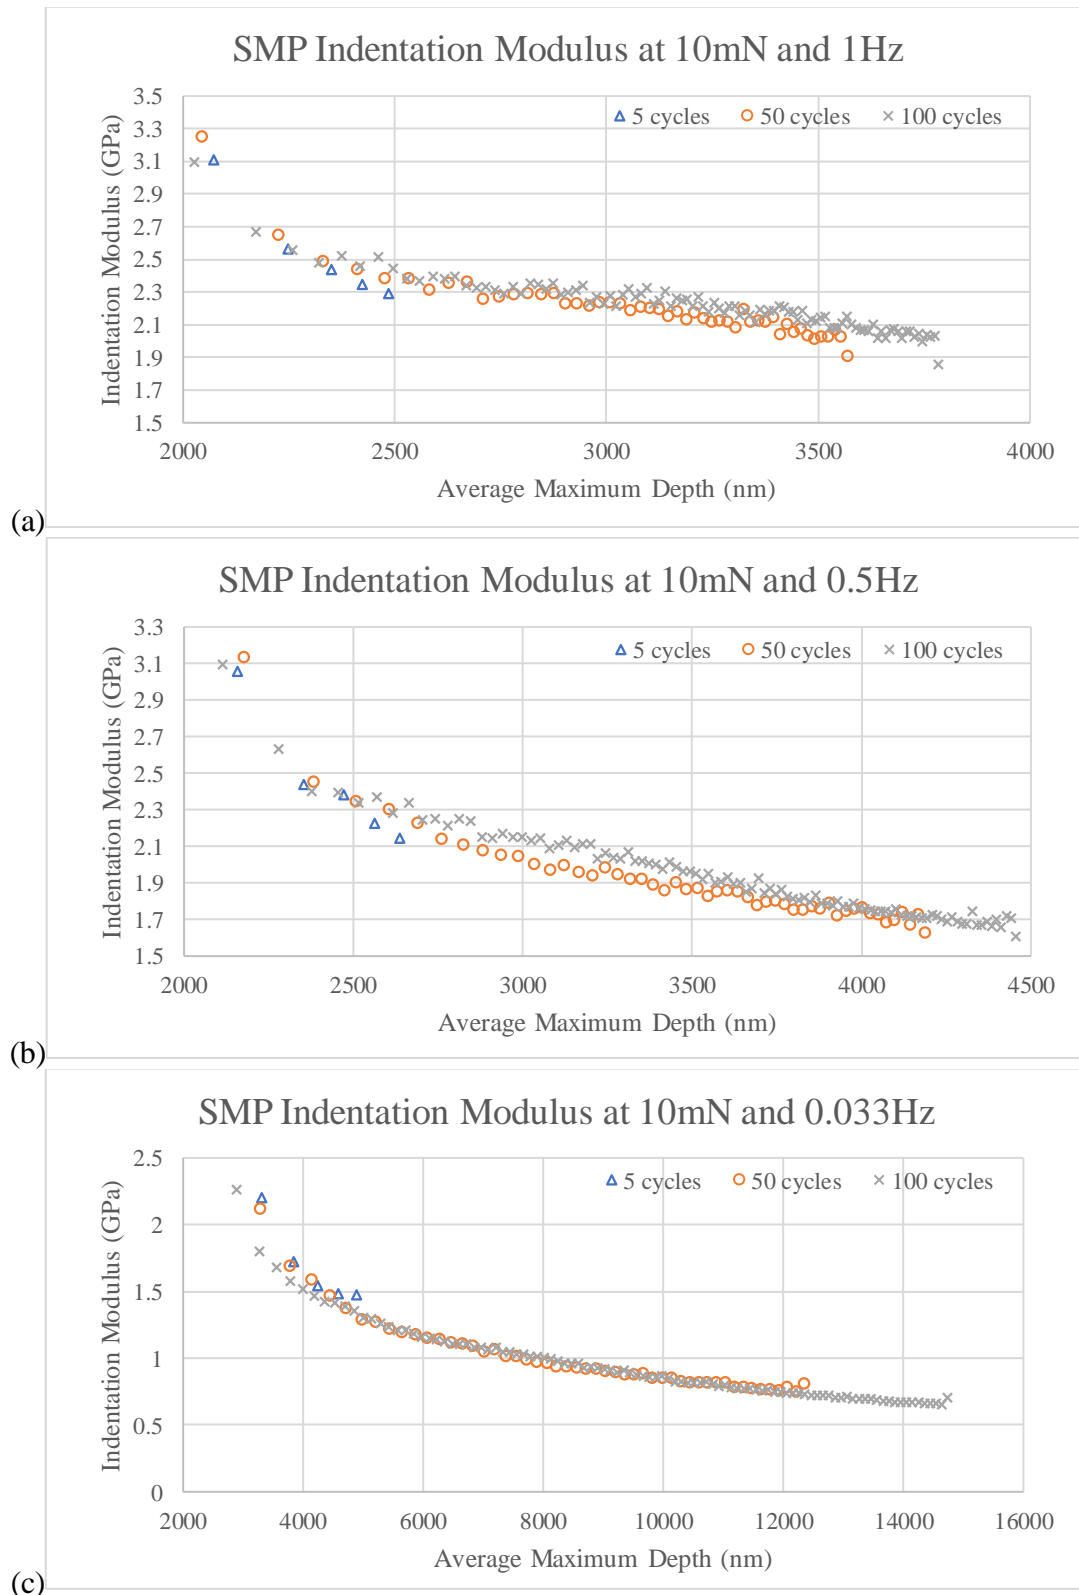 SMP Indentation Modulus at 10mN and 1Hz
3.5
3.3
3.1
2.9
2.7
2.5
2.3
2.1
1.9
1.7
1.5
Indentation Modulus (GPa)
5 cycles 50 cycles 100 cycles
2000 2500 3000 3500 4000
Average Maximum Depth (nm)
(a)
SMP Indentation Modulus at 10mN and 0.5Hz
3.3
3.1
2.9
2.7
2.5
2.3
2.1
1.9
1.7
1.5
Indentation Modulus (GPa)
5 cycles 50 cycles 100 cycles
2000 2500 3000 3500 4000 4500
Average Maximum Depth (nm)
(b)
SMP Indentation Modulus at 10mN and 0.033Hz
2.5
2
1.5
1
0.5
0
Indentation Modulus (GPa)
5 cycles 50 cycles 100 cycles
2000 4000 6000 8000 10000 12000 14000 16000
Average Maximum Depth (nm)
(c)